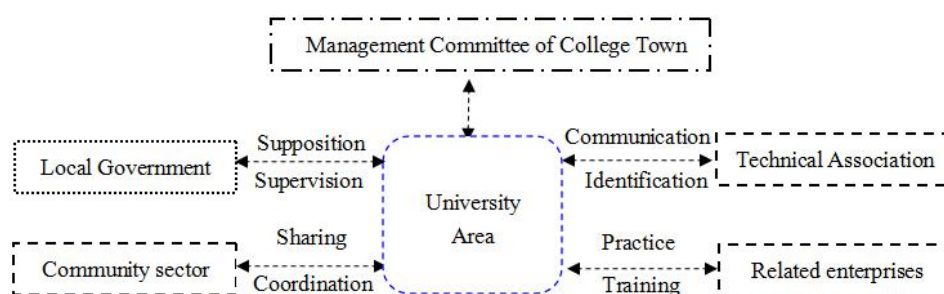 Management Committee of College Town
Supposition
Communication
Local Government
Technical Association
Supervision
Identification
University
Area
Sharing
Practice
Community sector
Related enterprises
Coordination
Training